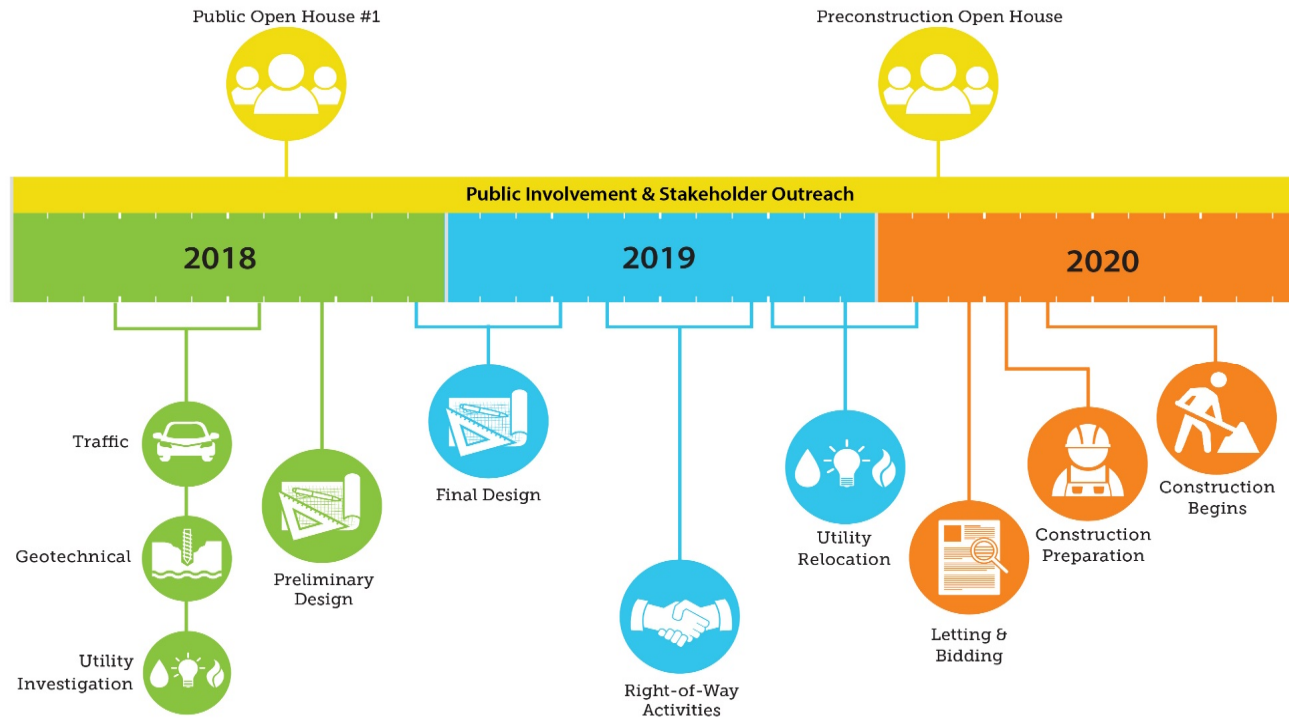 Public Open House #1
Preconstruction Open House
Public Involvement & Stakeholder Outreach
2018
2019
2020
Traffic
Geotechnical
Utility
Investigation
Preliminary
Design
Final Design
Right-of-Way
Activities
Utility
Relocation
Letting &
Bidding
Construction
Preparation
Construction
Begins